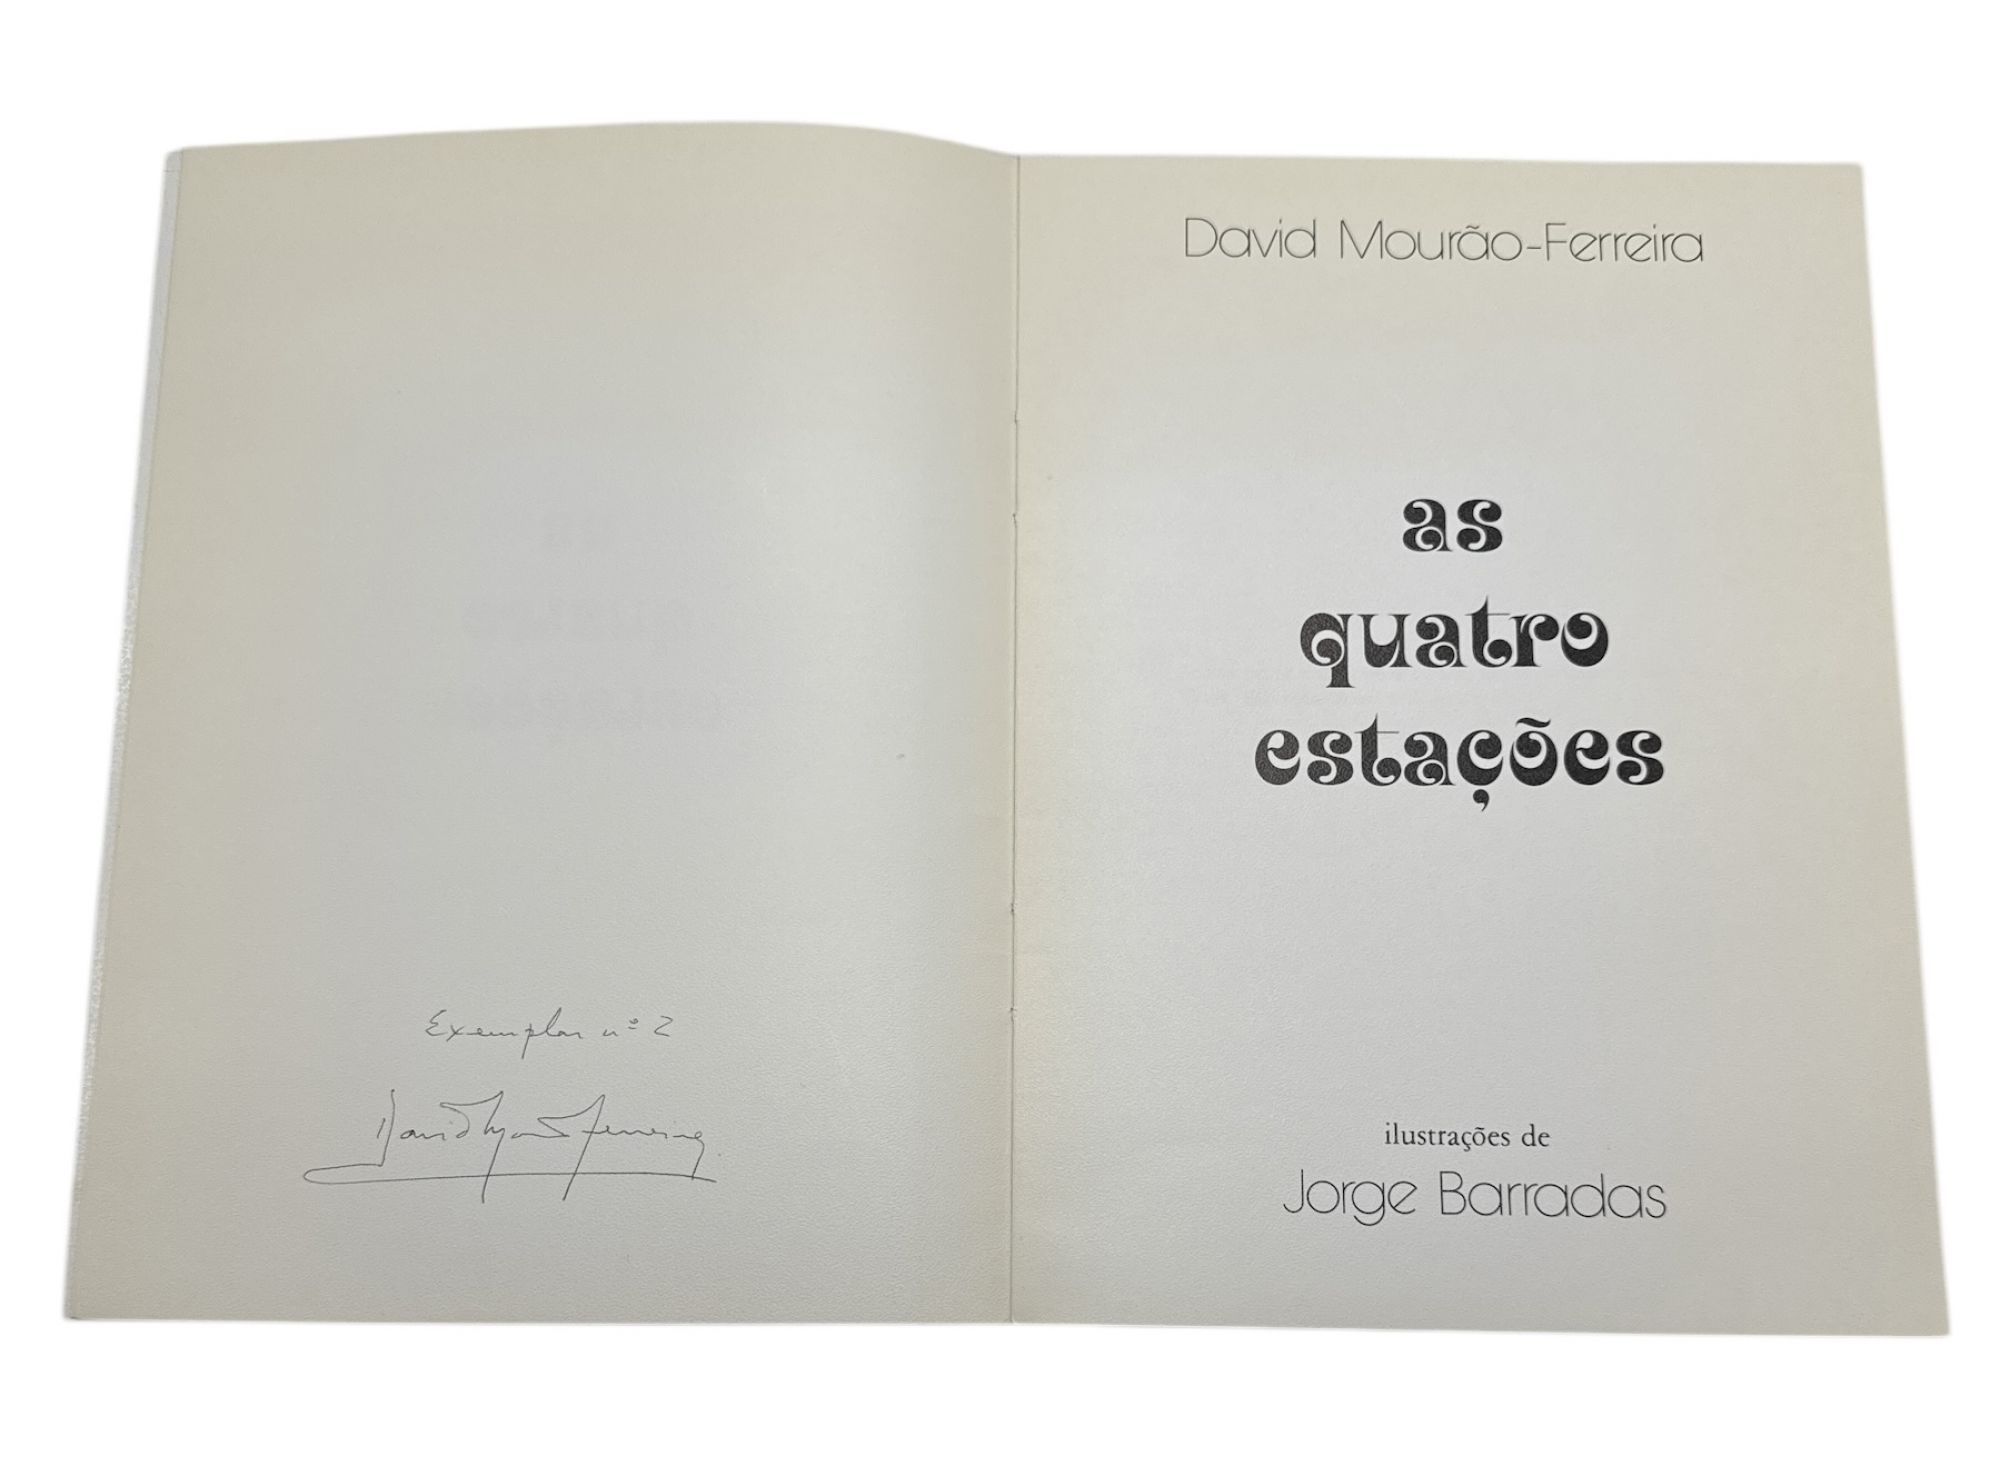 Exemplar nº 2
David Mourão-Ferreira
David Mourão-Ferreira
as
quatro
estações
ilustrações de
Jorge Barradas